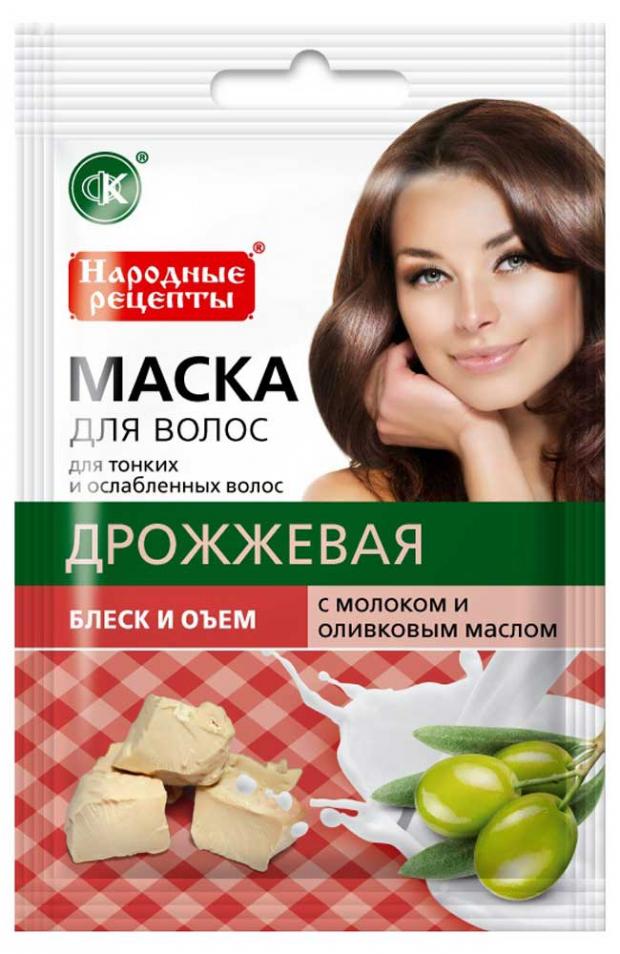 ФК®
Народные®
рецепты
МАСКА
ДЛЯ ВОЛОС
для тонких
и ослабленных волос
ДРОЖЖЕВАЯ
БЛЕСК И ОЪЕМ
С МОЛОКОМ И
ОЛИВКОВЫМ МАСЛОМ